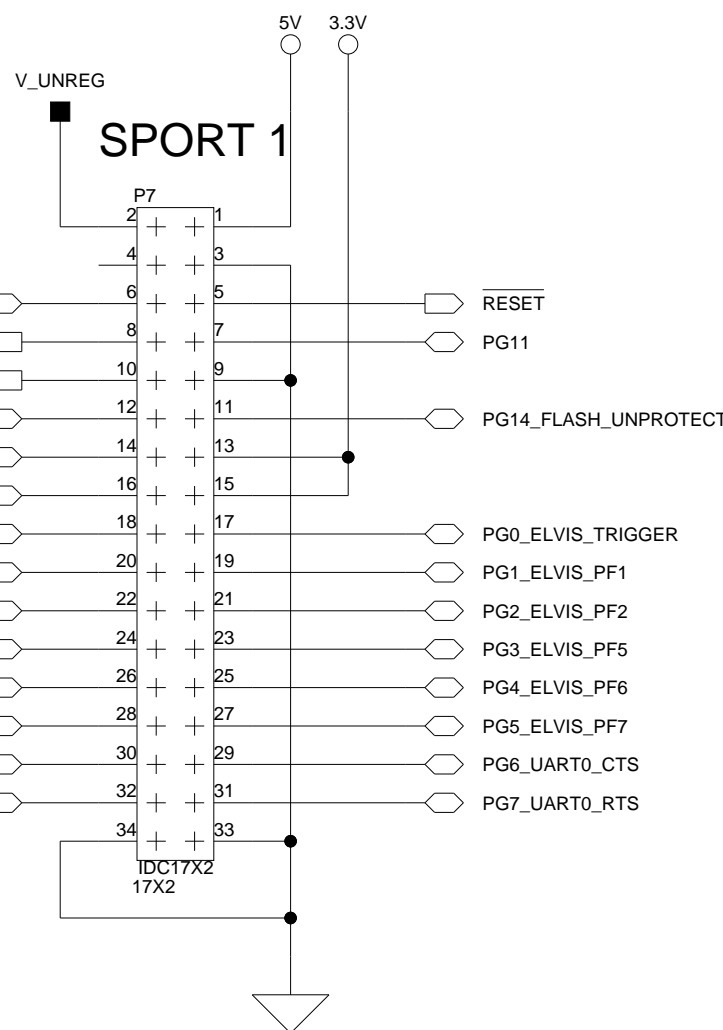 5V 3.3V
V_UNREG
SPORT 1
P7
2 1
4 3
6 5 RESET
8 7 PG11
10 9
12 11 PG14_FLASH_UNPROTECT
14 13
16 15
18 17 PG0_ELVIS_TRIGGER
20 19 PG1_ELVIS_PF1
22 21 PG2_ELVIS_PF2
24 23 PG3_ELVIS_PF5
26 25 PG4_ELVIS_PF6
28 27 PG5_ELVIS_PF7
30 29 PG6_UART0_CTS
32 31 PG7_UART0_RTS
34 33
IDC17X2
17X2